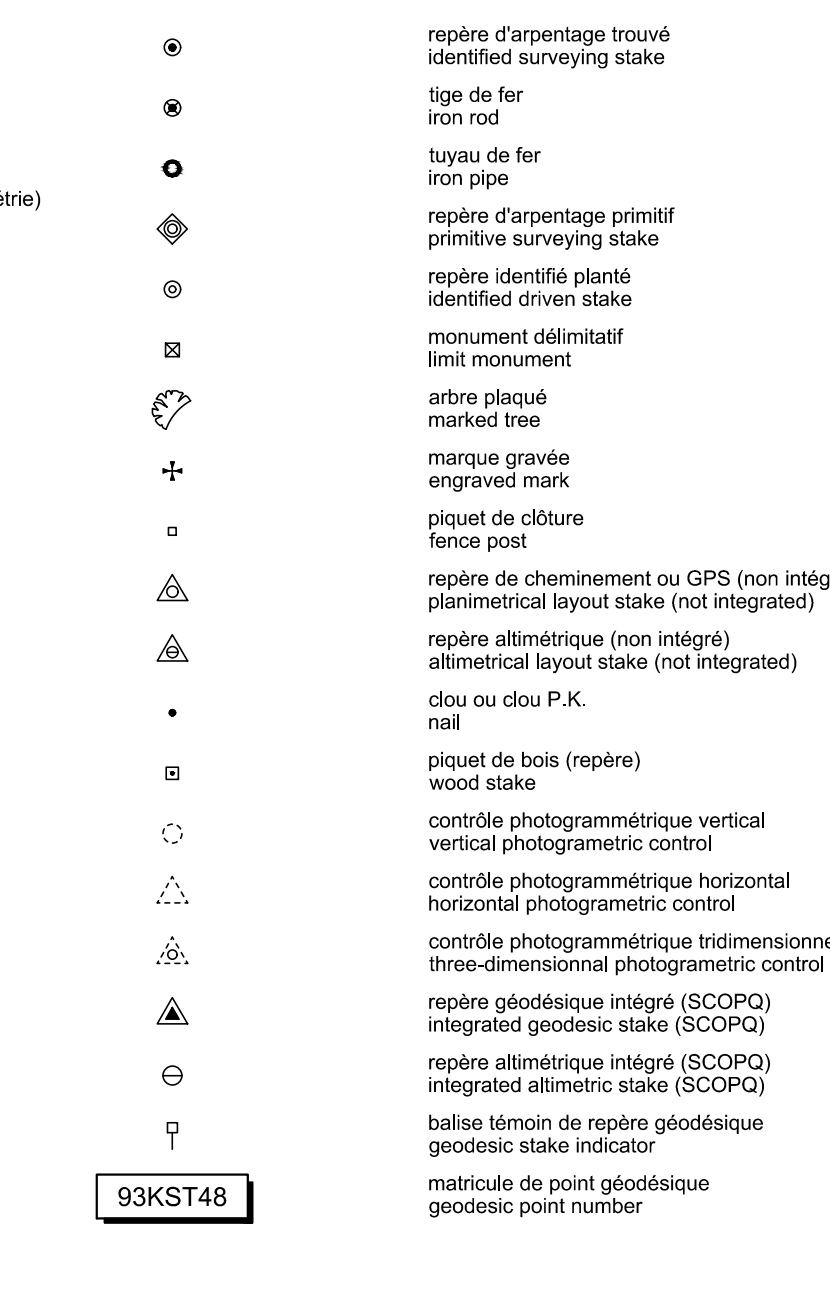 repère d'arpentage trouvé
identified surveying stake
tige de fer
iron rod
tuyau de fer
iron pipe
étrie)
repère d'arpentage primitif
primitive surveying stake
repère identifié planté
identified driven stake
monument délimitatif
limit monument
arbre plaqué
marked tree
marque gravée
engraved mark
piquet de clôture
fence post
repère de cheminement ou GPS (non intég
planimetrical layout stake (not integrated)
repère altimétrique (non intégré)
altimetrical layout stake (not integrated)
clou ou clou P.K.
nail
piquet de bois (repère)
wood stake
contrôle photogrammétrique vertical
vertical photogrametric control
contrôle photogrammétrique horizontal
horizontal photogrametric control
contrôle photogrammétrique tridimensionne
three-dimensionnal photogrametric control
repère géodésique intégré (SCOPQ)
integrated geodesic stake (SCOPQ)
repère altimétrique intégré (SCOPQ)
integrated altimetric stake (SCOPQ)
balise témoin de repère géodésique
geodesic stake indicator
93KST48
matricule de point géodésique
geodesic point number